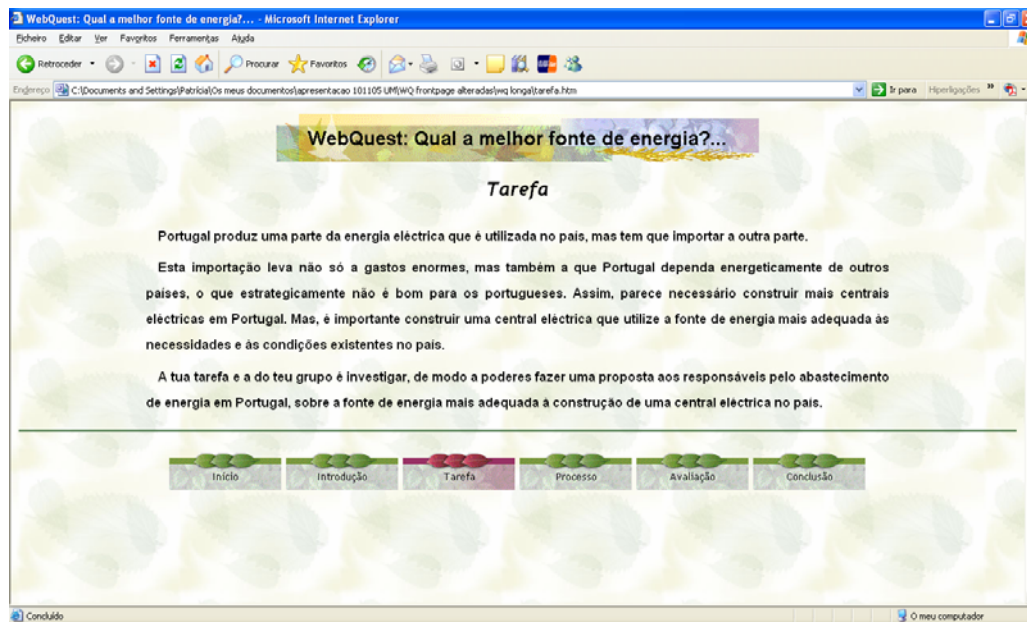 WebQuest: Qual a melhor fonte de energia?... - Microsoft Internet Explorer
Ficheiro Editar Ver Favoritos Ferramentas Ajuda
Retroceder Procurar Favoritos
Endereço C:\Documents and Settings\Patrícia\Os meus documentos\apresentacao 101105 UM\WQ frontpage alteradas\wq longa\tarefa.htm Ir para Hiperligações »
WebQuest: Qual a melhor fonte de energia?...
Tarefa
Portugal produz uma parte da energia eléctrica que é utilizada no país, mas tem que importar a outra parte.
Esta importação leva não só a gastos enormes, mas também a que Portugal dependa energeticamente de outros
países, o que estrategicamente não é bom para os portugueses. Assim, parece necessário construir mais centrais
eléctricas em Portugal. Mas, é importante construir uma central eléctrica que utilize a fonte de energia mais adequada às
necessidades e às condições existentes no país.
A tua tarefa e a do teu grupo é investigar, de modo a poderes fazer uma proposta aos responsáveis pelo abastecimento
de energia em Portugal, sobre a fonte de energia mais adequada à construção de uma central eléctrica no país.
Início Introdução Tarefa Processo Avaliação Conclusão
Concluído O meu computador